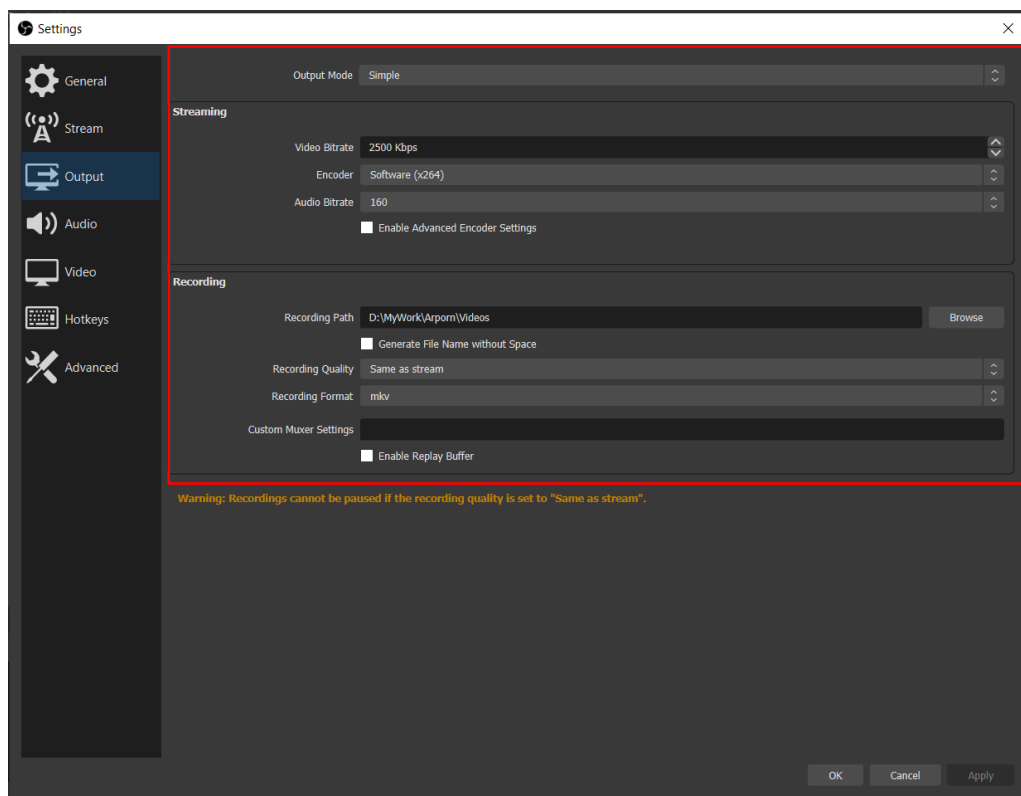 Settings
General
Stream
Output
Audio
Video
Hotkeys
Advanced
Output Mode Simple
Streaming
Video Bitrate 2500 Kbps
Encoder Software (x264)
Audio Bitrate 160
Enable Advanced Encoder Settings
Recording
Recording Path D:\MyWork\Arporn\Videos Browse
Generate File Name without Space
Recording Quality Same as stream
Recording Format mkv
Custom Muxer Settings
Enable Replay Buffer
Warning: Recordings cannot be paused if the recording quality is set to "Same as stream".
OK Cancel Apply